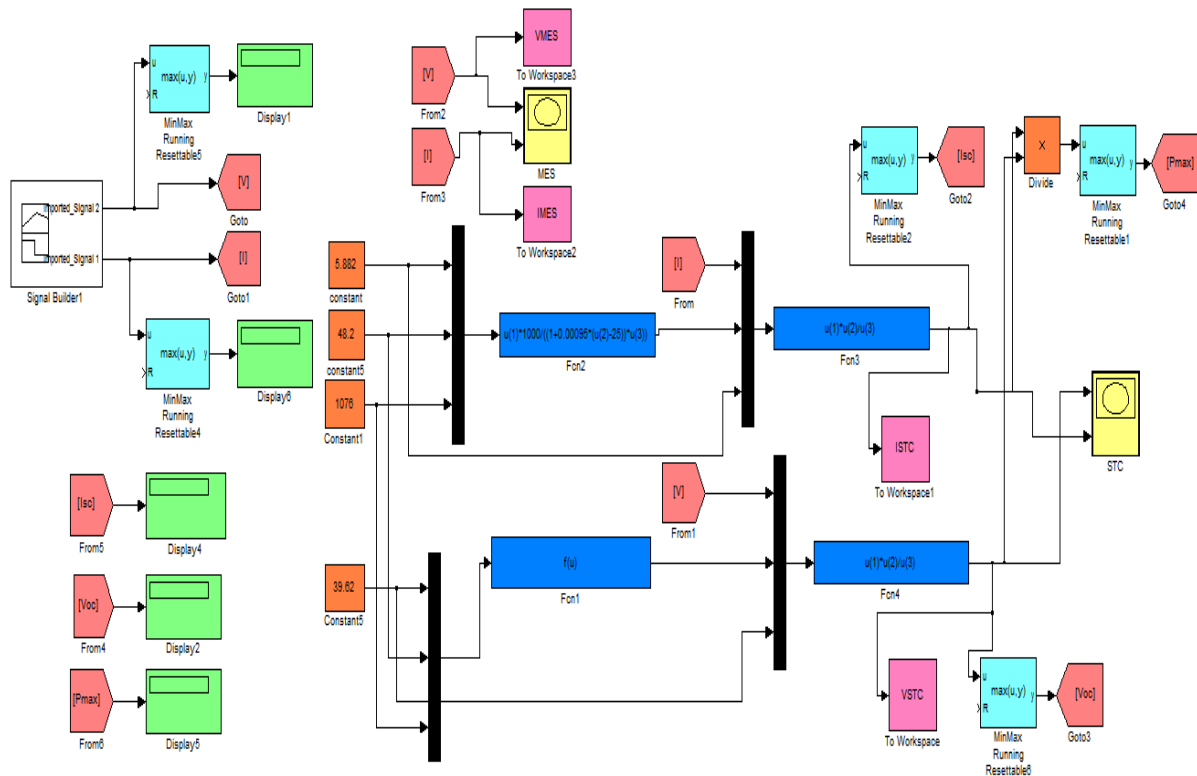 u
max(u,y)
y
R
MinMax
Running
Resettable5
Display1
[V]
Goto
[I]
Goto1
Imported_Signal 2
Imported_Signal 1
Signal Builder1
u
max(u,y)
y
R
MinMax
Running
Resettable4
Display6
[Isc]
From5
Display4
[Voc]
From4
Display2
[Pmax]
From6
Display5
[V]
From2
[I]
From3
VMES
To Workspace3
MES
IMES
To Workspace2
5.882
constant
48.2
constant5
1076
Constant1
39.62
Constant5
u(1)*1000/((1+0.00095*(u(2)-25))*u(3))
Fcn2
f(u)
Fcn1
[I]
From
[V]
From1
u(1)*u(2)/u(3)
Fcn3
u(1)*u(2)/u(3)
Fcn4
u
max(u,y)
y
R
MinMax
Running
Resettable2
[Isc]
Goto2
×
Divide
u
max(u,y)
y
R
MinMax
Running
Resettable1
[Pmax]
Goto4
ISTC
To Workspace1
STC
VSTC
To Workspace
u
max(u,y)
y
R
MinMax
Running
Resettable6
[Voc]
Goto3